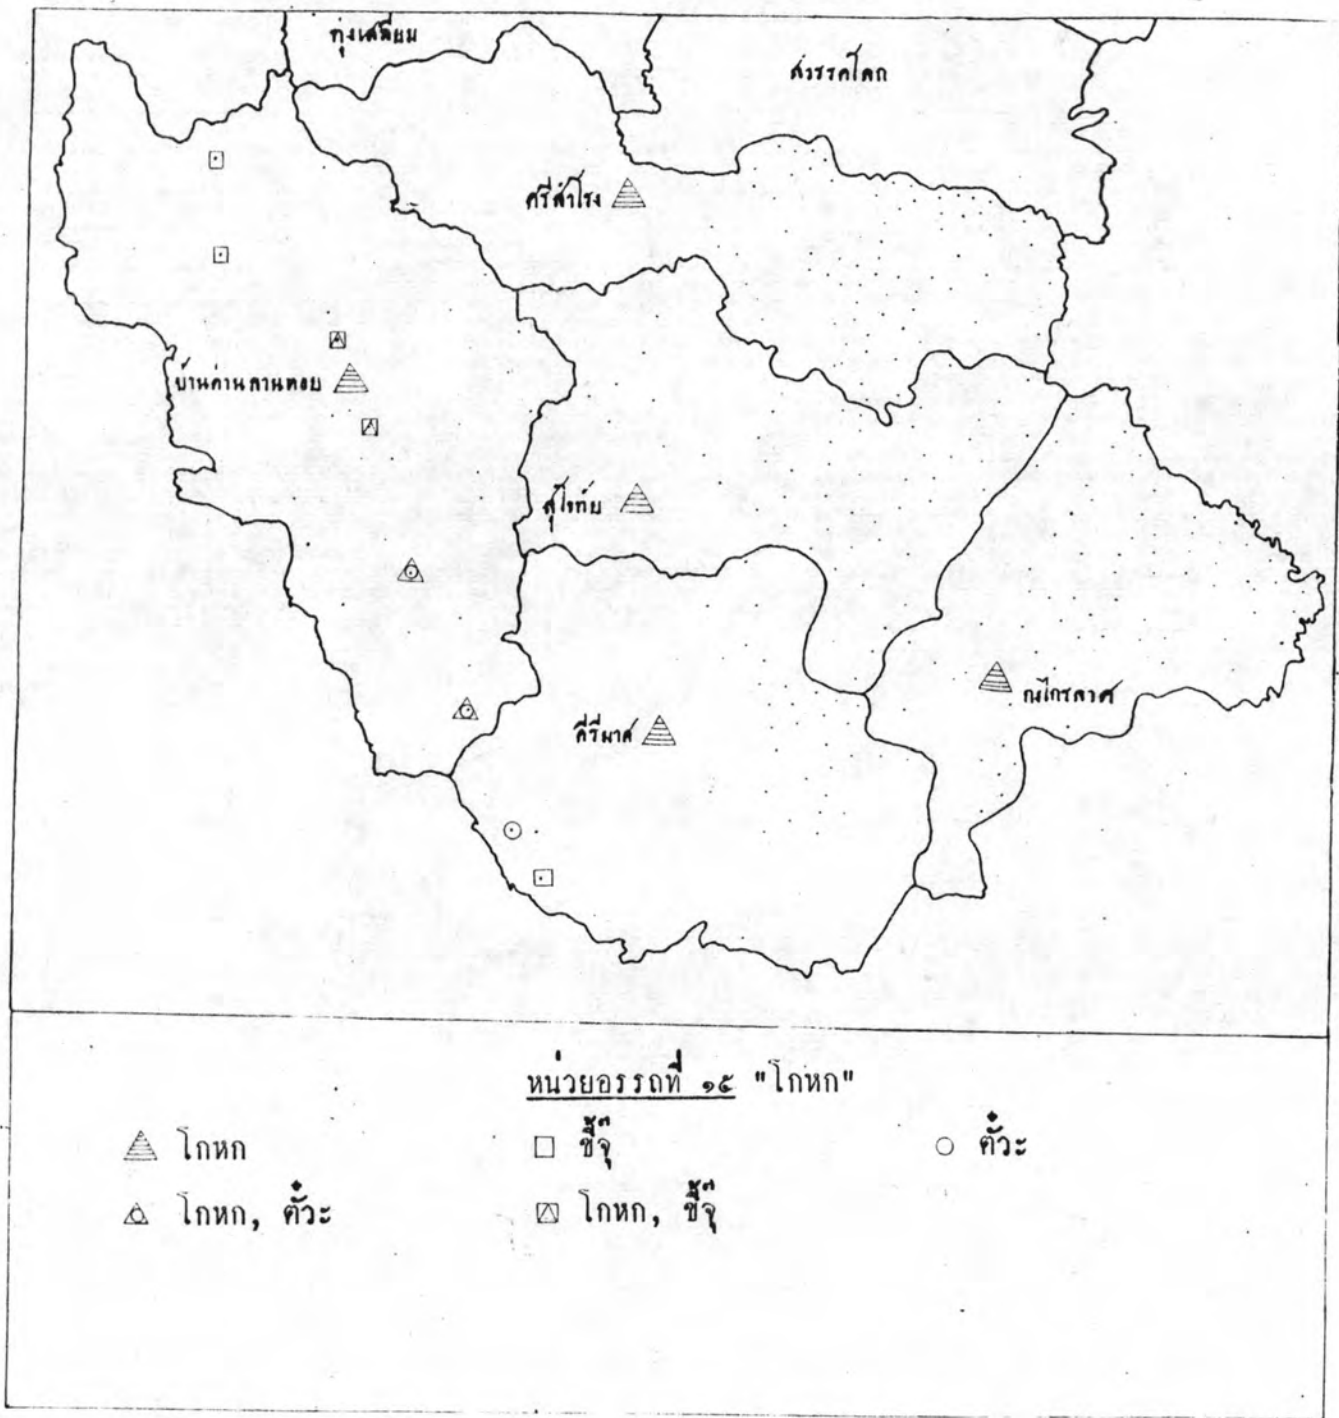 ทุ่งเสลี่ยม
สวรรคโลก
ศรีสำโรง
บ้านด่านลานหอย
สุโขทัย
กงไกรลาศ
คีรีมาศ
หน่วยอรรถที่ ๑๕ "โกหก"
โกหก
ขี้จุ๊
ตั๋วะ
โกหก, ตั๋วะ
โกหก, ขี้จุ๊